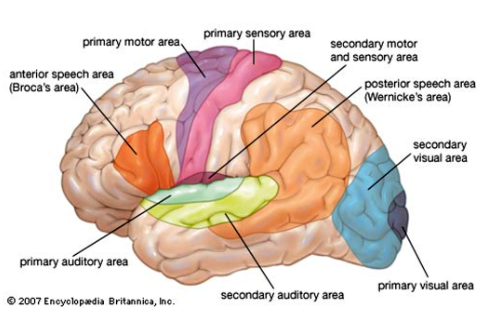 primary motor area
primary sensory area
secondary motor
and sensory area
anterior speech area
(Broca's area)
posterior speech area
(Wernicke's area)
secondary
visual area
primary auditory area
secondary auditory area
primary visual area
© 2007 Encyclopædia Britannica, Inc.